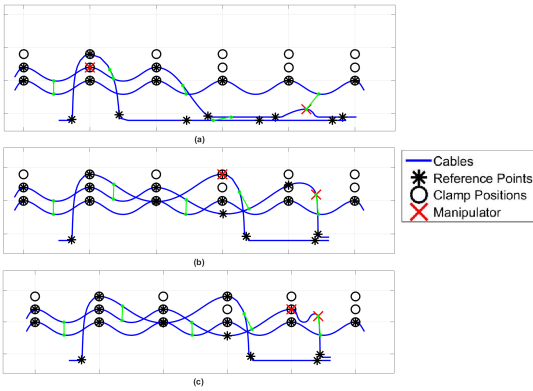 (a)
(b)
(c)
Cables
Reference Points
Clamp Positions
Manipulator